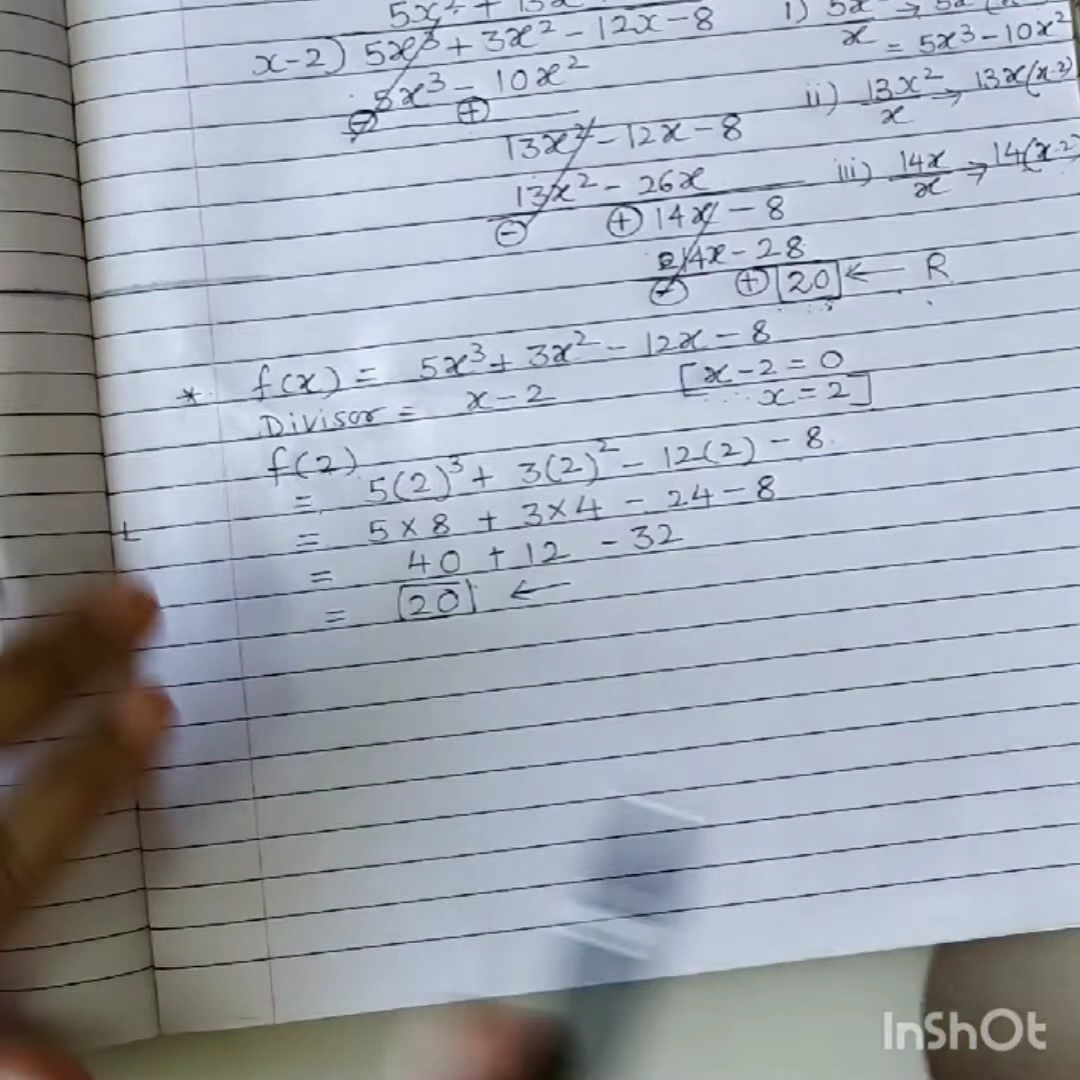 5x² + 13x
x-2) 5x³ + 3x² - 12x - 8
5x³ - 10x²
⊖ ⊕
13x² - 12x - 8
13x² - 26x
⊖ ⊕ 14x - 8
14x - 28
⊖ ⊕ 20 ← R
i) 5x³/x →
= 5x³ - 10x²
ii) 13x²/x → 13x(x-2)
iii) 14x/x → 14(x-2)
* f(x) = 5x³ + 3x² - 12x - 8
Divisor = x - 2 [x - 2 = 0
x = 2]
f(2)
= 5(2)³ + 3(2)² - 12(2) - 8
= 5 × 8 + 3×4 - 24 - 8
= 40 + 12 - 32
= 20 ←
InShOt